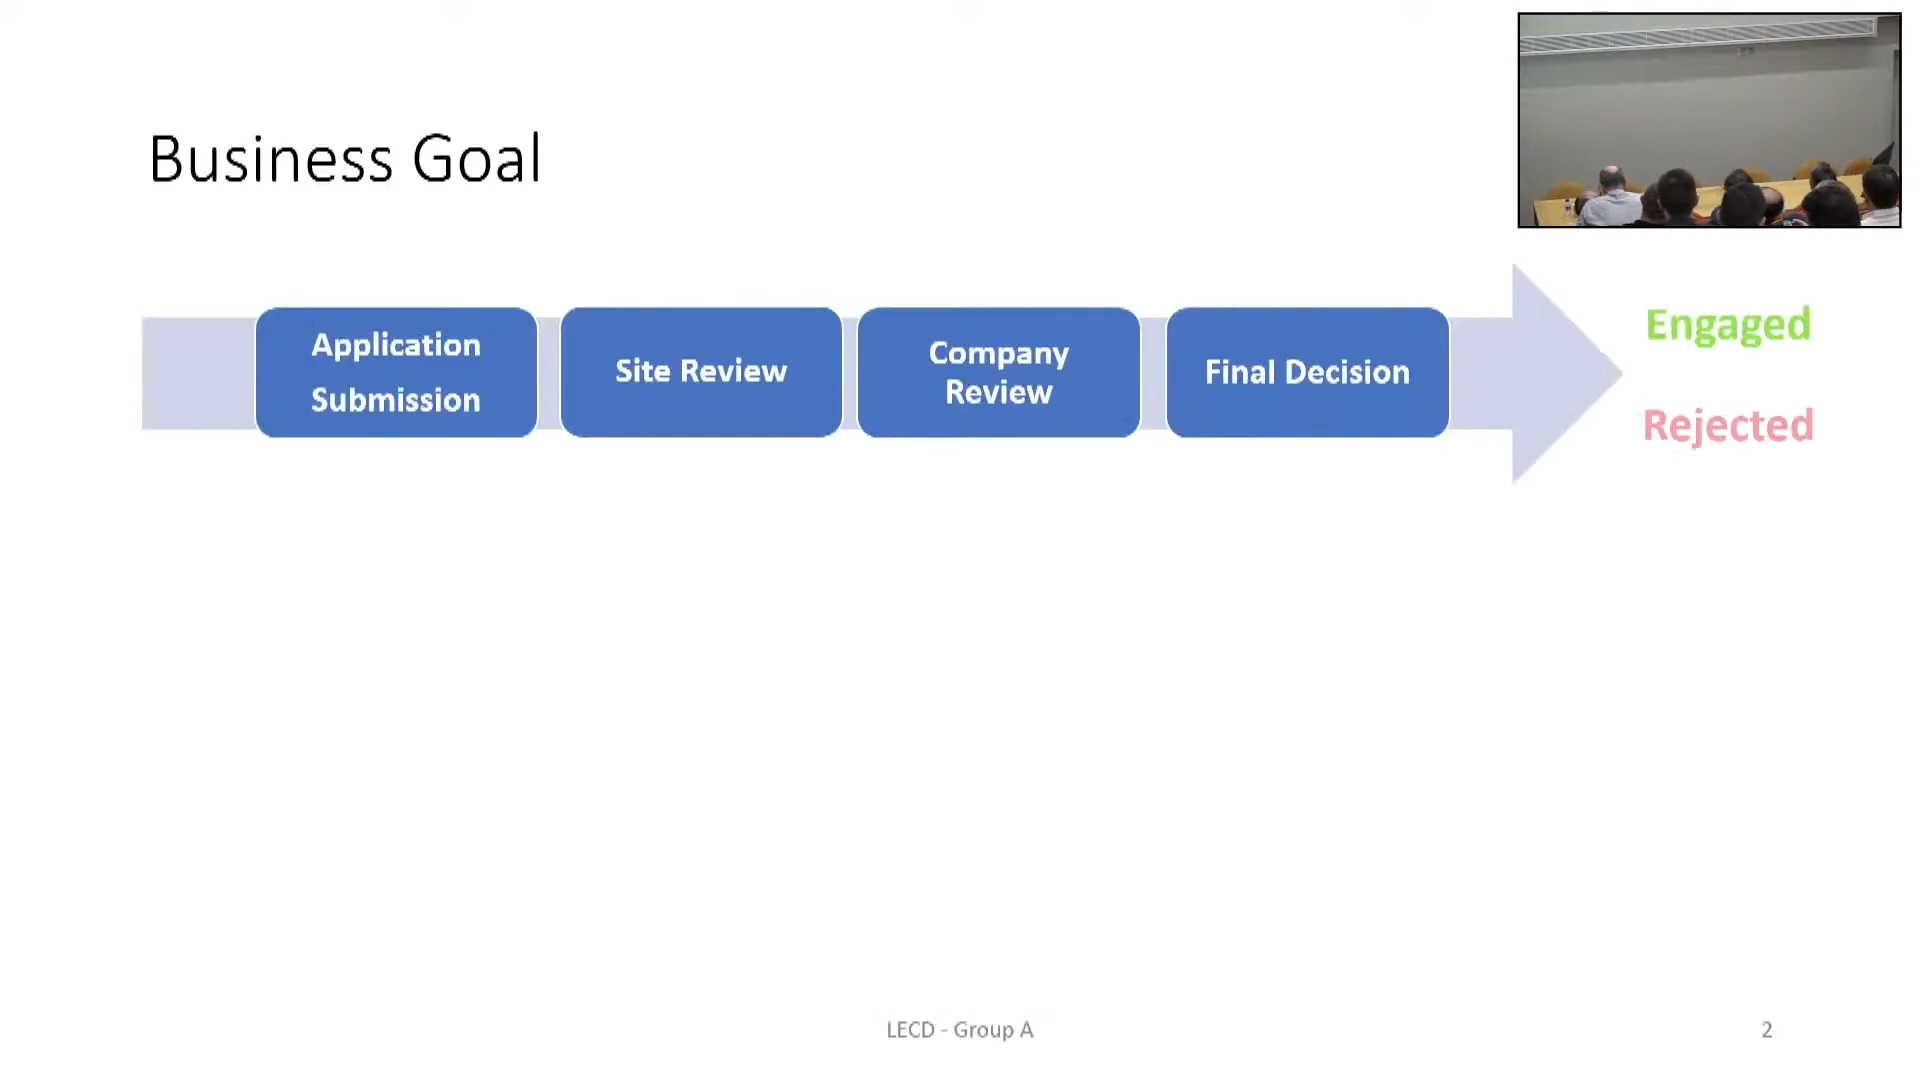 Business Goal
Application
Submission
Site Review
Company
Review
Final Decision
Engaged
Rejected
LECD - Group A
2